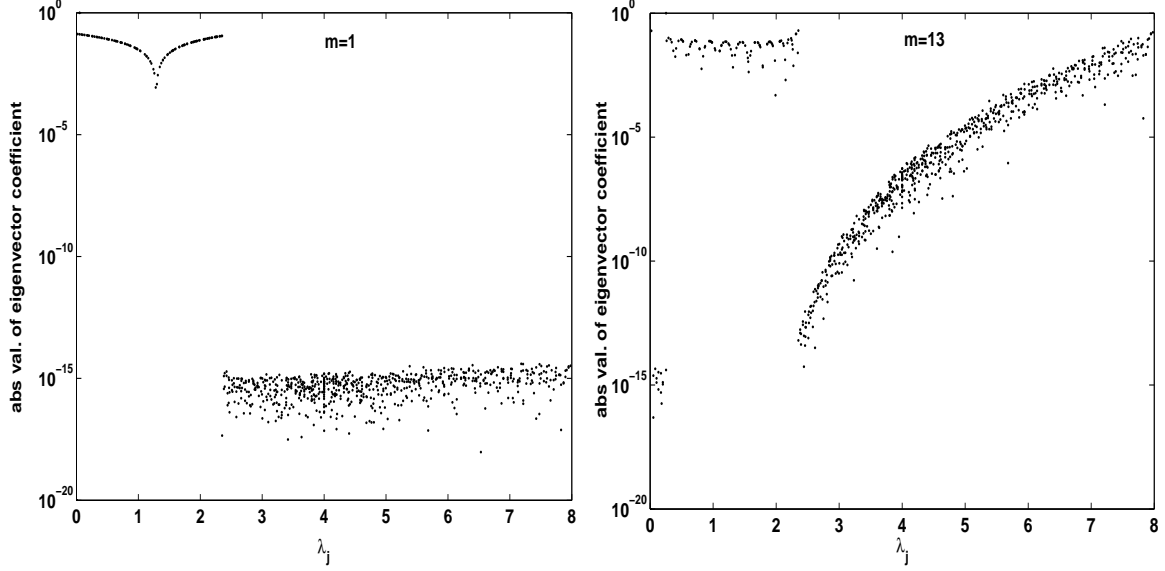 10^0
10^−5
10^−10
10^−15
10^−20
0 1 2 3 4 5 6 7 8
m=1
abs val. of eigenvector coefficient
λ_j
10^0
10^−5
10^−10
10^−15
10^−20
0 1 2 3 4 5 6 7 8
m=13
abs val. of eigenvector coefficient
λ_j